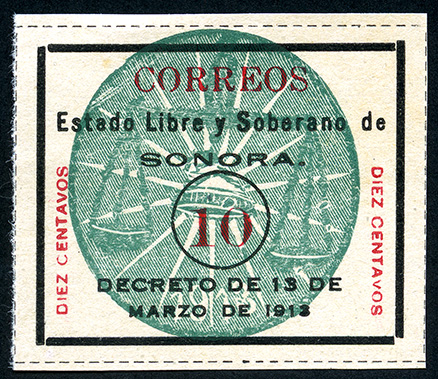 CORREOS
Estado Libre y Soberano de
SONORA.
DIEZ CENTAVOS
10
DIEZ CENTAVOS
DECRETO DE 13 DE
MARZO DE 1913